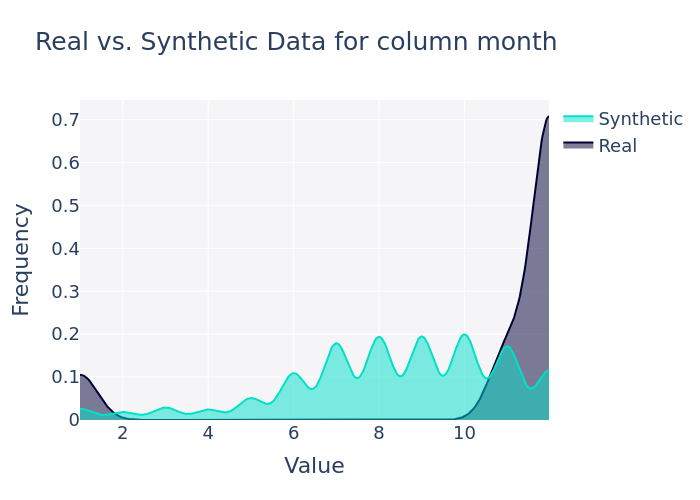 Real vs. Synthetic Data for column month
Synthetic
Real
0.7
0.6
0.5
0.4
0.3
0.2
0.1
0
2
4
6
8
10
Frequency
Value